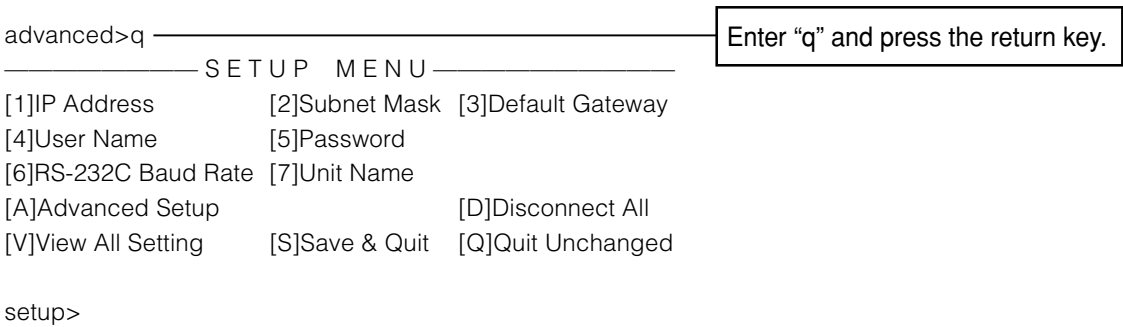 advanced>q
Enter “q” and press the return key.
SETUP MENU
[1]IP Address [2]Subnet Mask [3]Default Gateway
[4]User Name [5]Password
[6]RS-232C Baud Rate [7]Unit Name
[A]Advanced Setup [D]Disconnect All
[V]View All Setting [S]Save & Quit [Q]Quit Unchanged
setup>